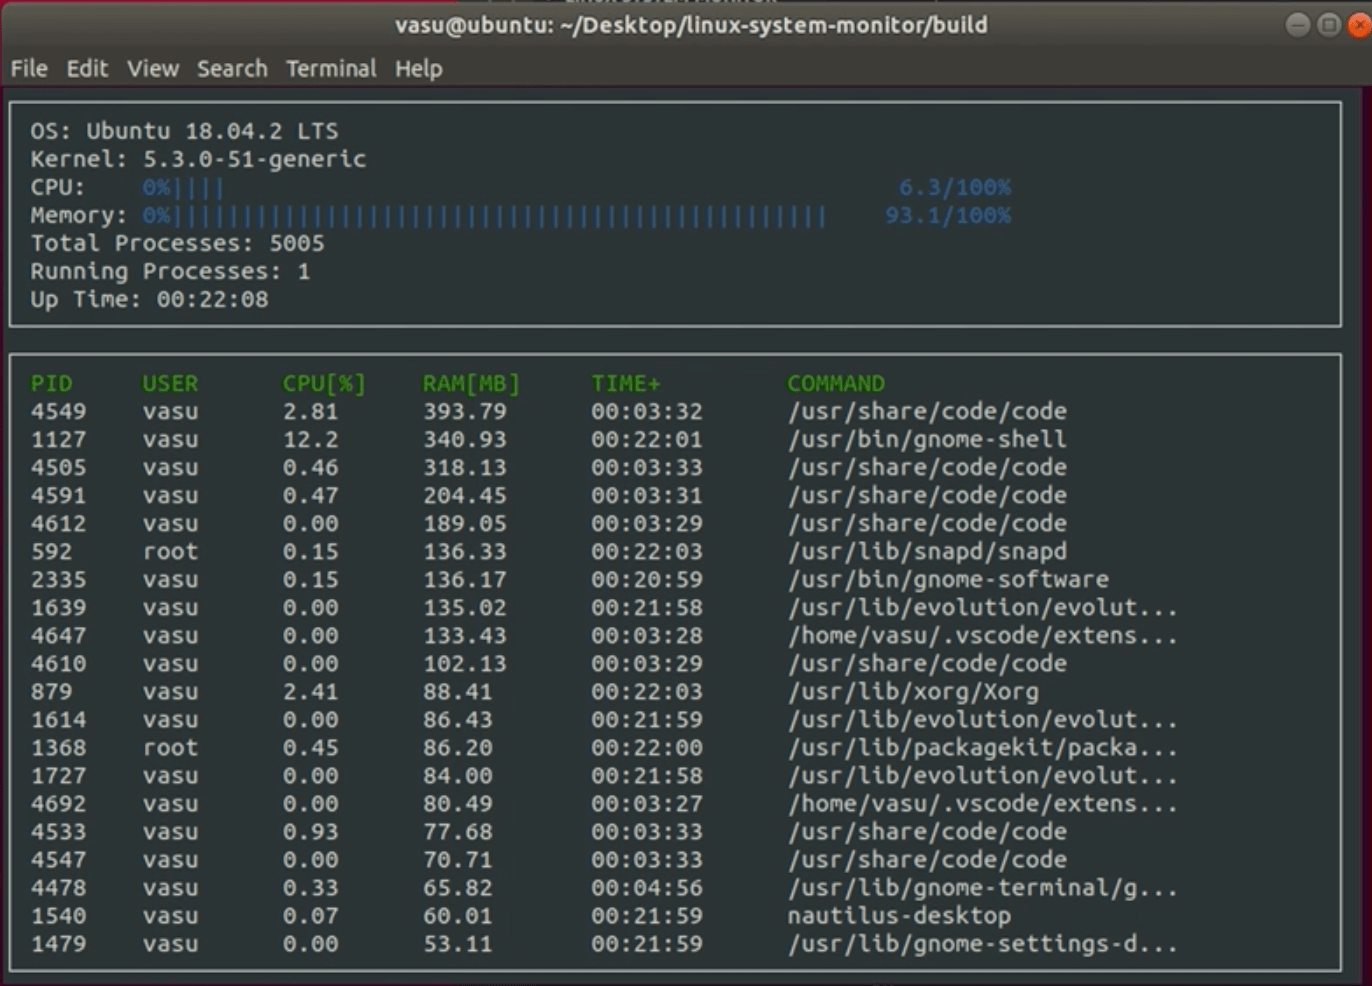 vasu@ubuntu: ~/Desktop/linux-system-monitor/build
File Edit View Search Terminal Help
OS: Ubuntu 18.04.2 LTS
Kernel: 5.3.0-51-generic
CPU: 0%|||| 6.3/100%
Memory: 0%||||||||||||||||||||||||||||||||||||||||||||||| 93.1/100%
Total Processes: 5005
Running Processes: 1
Up Time: 00:22:08
PID USER CPU[%] RAM[MB] TIME+ COMMAND
4549 vasu 2.81 393.79 00:03:32 /usr/share/code/code
1127 vasu 12.2 340.93 00:22:01 /usr/bin/gnome-shell
4505 vasu 0.46 318.13 00:03:33 /usr/share/code/code
4591 vasu 0.47 204.45 00:03:31 /usr/share/code/code
4612 vasu 0.00 189.05 00:03:29 /usr/share/code/code
592 root 0.15 136.33 00:22:03 /usr/lib/snapd/snapd
2335 vasu 0.15 136.17 00:20:59 /usr/bin/gnome-software
1639 vasu 0.00 135.02 00:21:58 /usr/lib/evolution/evolut...
4647 vasu 0.00 133.43 00:03:28 /home/vasu/.vscode/extens...
4610 vasu 0.00 102.13 00:03:29 /usr/share/code/code
879 vasu 2.41 88.41 00:22:03 /usr/lib/xorg/Xorg
1614 vasu 0.00 86.43 00:21:59 /usr/lib/evolution/evolut...
1368 root 0.45 86.20 00:22:00 /usr/lib/packagekit/packa...
1727 vasu 0.00 84.00 00:21:58 /usr/lib/evolution/evolut...
4692 vasu 0.00 80.49 00:03:27 /home/vasu/.vscode/extens...
4533 vasu 0.93 77.68 00:03:33 /usr/share/code/code
4547 vasu 0.00 70.71 00:03:33 /usr/share/code/code
4478 vasu 0.33 65.82 00:04:56 /usr/lib/gnome-terminal/g...
1540 vasu 0.07 60.01 00:21:59 nautilus-desktop
1479 vasu 0.00 53.11 00:21:59 /usr/lib/gnome-settings-d...